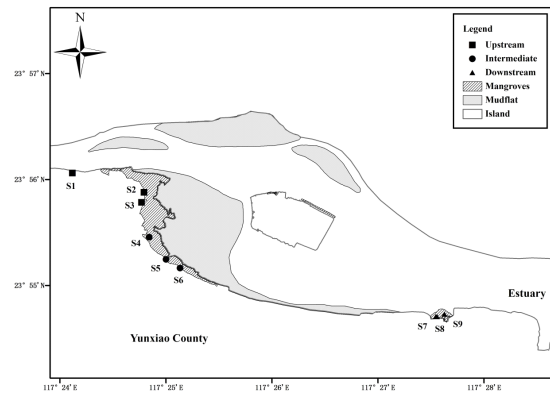 N
Legend
Upstream
Intermediate
Downstream
Mangroves
Mudflat
Island
23° 57′ N
23° 56′ N
23° 55′ N
S1
S2
S3
S4
S5
S6
S7
S8
S9
Estuary
Yunxiao County
117° 24′ E
117° 25′ E
117° 26′ E
117° 27′ E
117° 28′ E